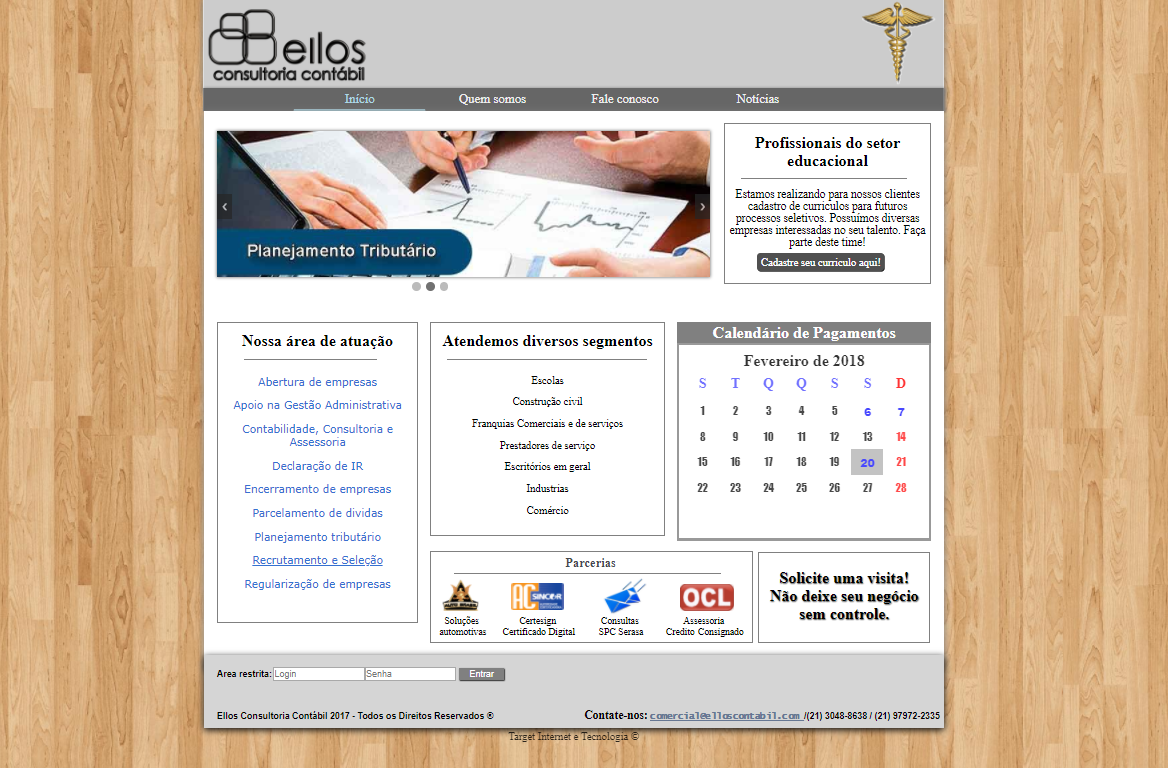 ellos
consultoria contábil
Início Quem somos Fale conosco Notícias
Planejamento Tributário
Profissionais do setor
educacional
Estamos realizando para nossos clientes
cadastro de curriculos para futuros
processos seletivos. Possuímos diversas
empresas interessadas no seu talento. Faça
parte deste time!
Cadastre seu curriculo aqui!
Nossa área de atuação
Abertura de empresas
Apoio na Gestão Administrativa
Contabilidade, Consultoria e
Assessoria
Declaração de IR
Encerramento de empresas
Parcelamento de dividas
Planejamento tributário
Recrutamento e Seleção
Regularização de empresas
Atendemos diversos segmentos
Escolas
Construção civil
Franquias Comerciais e de serviços
Prestadores de serviço
Escritórios em geral
Industrias
Comércio
Calendário de Pagamentos
Fevereiro de 2018
S T Q Q S S D
1 2 3 4 5 6 7
8 9 10 11 12 13 14
15 16 17 18 19 20 21
22 23 24 25 26 27 28
Parcerias
AUTO BRASIL
AC SINCOR
OCL
Soluções
automotivas
Certesign
Certificado Digital
Consultas
SPC Serasa
Assessoria
Credito Consignado
Solicite uma visita!
Não deixe seu negócio
sem controle.
Area restrita: Login Senha Entrar
Ellos Consultoria Contábil 2017 - Todos os Direitos Reservados ®
Contate-nos: comercial@elloscontabil.com /(21) 3048-8638 / (21) 97972-2335
Target Internet e Tecnologia ©